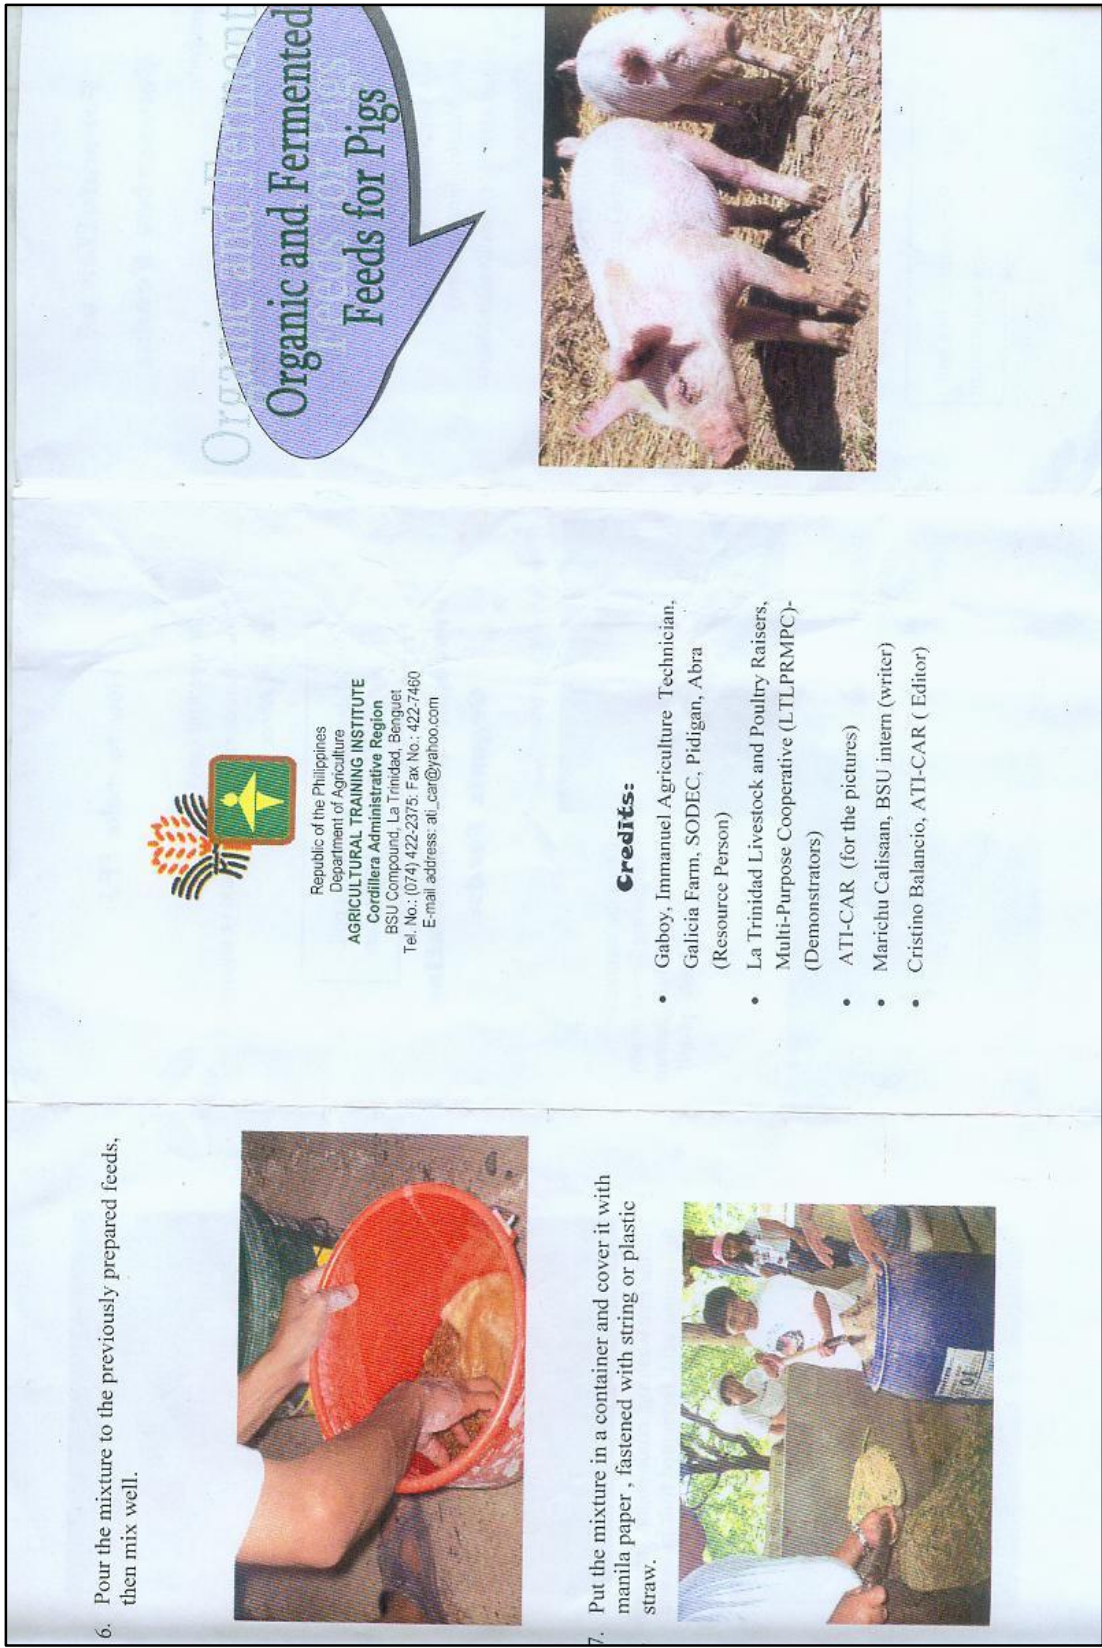 6. Pour the mixture to the previously prepared feeds,
then mix well.
7. Put the mixture in a container and cover it with
manila paper , fastened with string or plastic
straw.
Republic of the Philippines
Department of Agriculture
AGRICULTURAL TRAINING INSTITUTE
Cordillera Administrative Region
BSU Compound, La Trinidad, Benguet
Tel. No.: (074) 422-2375: Fax No.: 422-7460
E-mail address: ati_car@yahoo.com
Credits:
• Gaboy, Immanuel Agriculture Technician,
Galicia Farm, SODEC, Pidigan, Abra
(Resource Person)
• La Trinidad Livestock and Poultry Raisers,
Multi-Purpose Cooperative (LTLPRMPC)-
(Demonstrators)
• ATI-CAR (for the pictures)
• Marichu Calisaan, BSU intern (writer)
• Cristino Balancio, ATI-CAR ( Editor)
Organic and Fermented
Feeds for Pigs